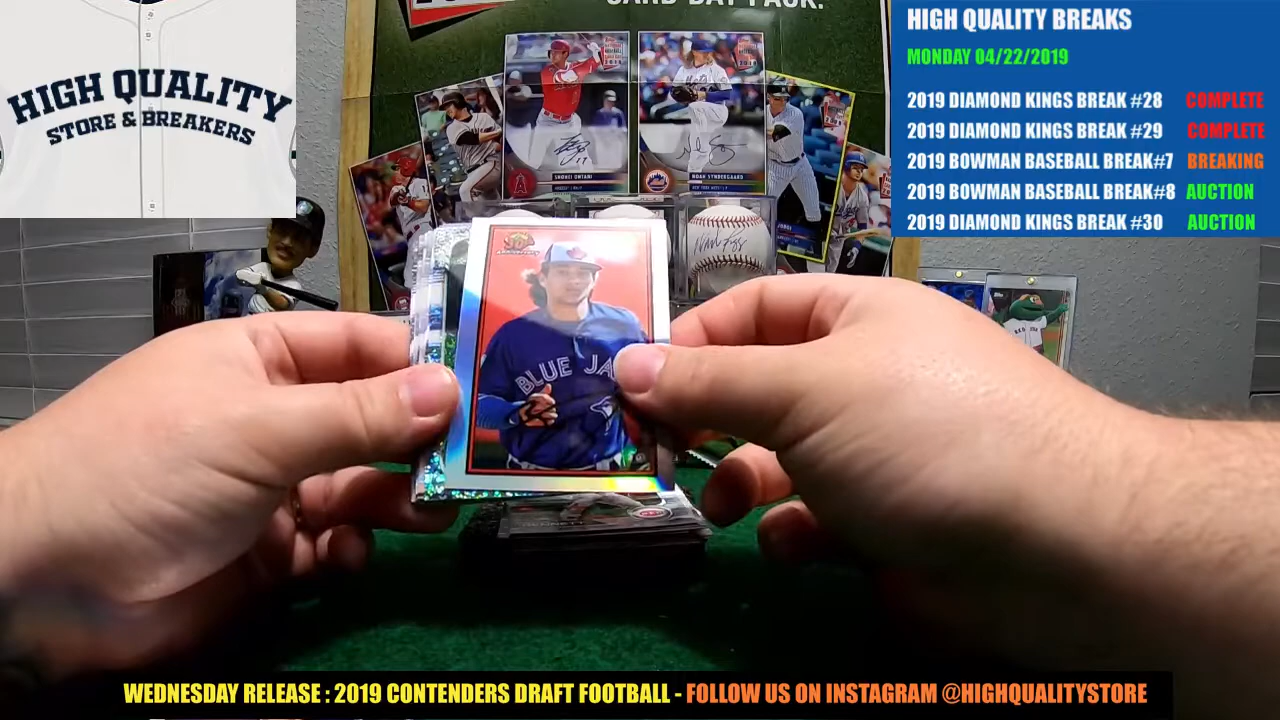 CARD DAY PACK.
HIGH QUALITY
STORE & BREAKERS
HIGH QUALITY BREAKS
MONDAY 04/22/2019
2019 DIAMOND KINGS BREAK #28 COMPLETE
2019 DIAMOND KINGS BREAK #29 COMPLETE
2019 BOWMAN BASEBALL BREAK#7 BREAKING
2019 BOWMAN BASEBALL BREAK#8 AUCTION
2019 DIAMOND KINGS BREAK #30 AUCTION
SHOHEI OHTANI
NOAH SYNDERGAARD
30
ANNIVERSARY
BLUE JA
WEDNESDAY RELEASE : 2019 CONTENDERS DRAFT FOOTBALL - FOLLOW US ON INSTAGRAM @HIGHQUALITYSTORE